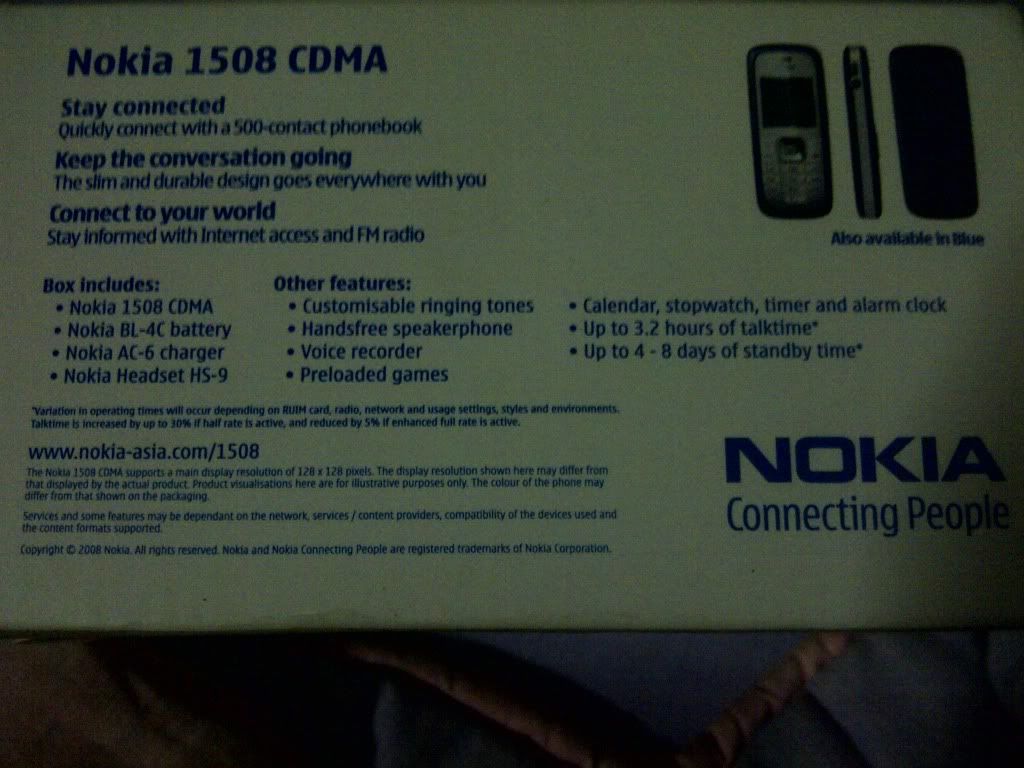 Nokia 1508 CDMA
Stay connected
Quickly connect with a 500-contact phonebook
Keep the conversation going
The slim and durable design goes everywhere with you
Connect to your world
Stay informed with Internet access and FM radio
Also available in Blue
Box includes:
• Nokia 1508 CDMA
• Nokia BL-4C battery
• Nokia AC-6 charger
• Nokia Headset HS-9
Other features:
• Customisable ringing tones
• Handsfree speakerphone
• Voice recorder
• Preloaded games
• Calendar, stopwatch, timer and alarm clock
• Up to 3.2 hours of talktime*
• Up to 4 - 8 days of standby time*
*Variation in operating times will occur depending on RUIM card, radio, network and usage settings, styles and environments.
Talktime is increased by up to 30% if half rate is active, and reduced by 5% if enhanced full rate is active.
www.nokia-asia.com/1508
The Nokia 1508 CDMA supports a main display resolution of 128 x 128 pixels. The display resolution shown here may differ from
that displayed by the actual product. Product visualisations here are for illustrative purposes only. The colour of the phone may
differ from that shown on the packaging.
Services and some features may be dependant on the network, services / content providers, compatibility of the devices used and
the content formats supported.
Copyright © 2008 Nokia. All rights reserved. Nokia and Nokia Connecting People are registered trademarks of Nokia Corporation.
NOKIA
Connecting People